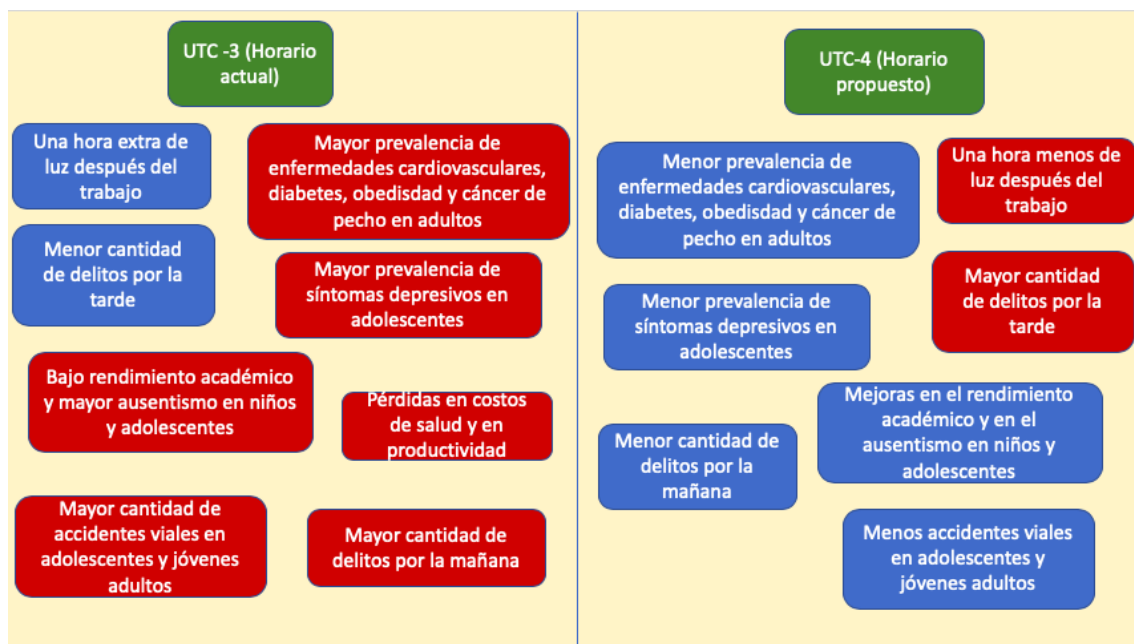 UTC -3 (Horario
actual)
Una hora extra de
luz después del
trabajo
Mayor prevalencia de
enfermedades cardiovasculares,
diabetes, obedisdad y cáncer de
pecho en adultos
Menor cantidad
de delitos por la
tarde
Mayor prevalencia de
síntomas depresivos en
adolescentes
Bajo rendimiento académico
y mayor ausentismo en niños
y adolescentes
Pérdidas en costos
de salud y en
productividad
Mayor cantidad de
accidentes viales en
adolescentes y jóvenes
adultos
Mayor cantidad de
delitos por la mañana
UTC-4 (Horario
propuesto)
Menor prevalencia de
enfermedades cardiovasculares,
diabetes, obedisdad y cáncer de
pecho en adultos
Una hora menos de
luz después del
trabajo
Menor prevalencia de
síntomas depresivos en
adolescentes
Mayor cantidad
de delitos por la
tarde
Menor cantidad de
delitos por la
mañana
Mejoras en el rendimiento
académico y en el
ausentismo en niños y
adolescentes
Menos accidentes viales
en adolescentes y
jóvenes adultos